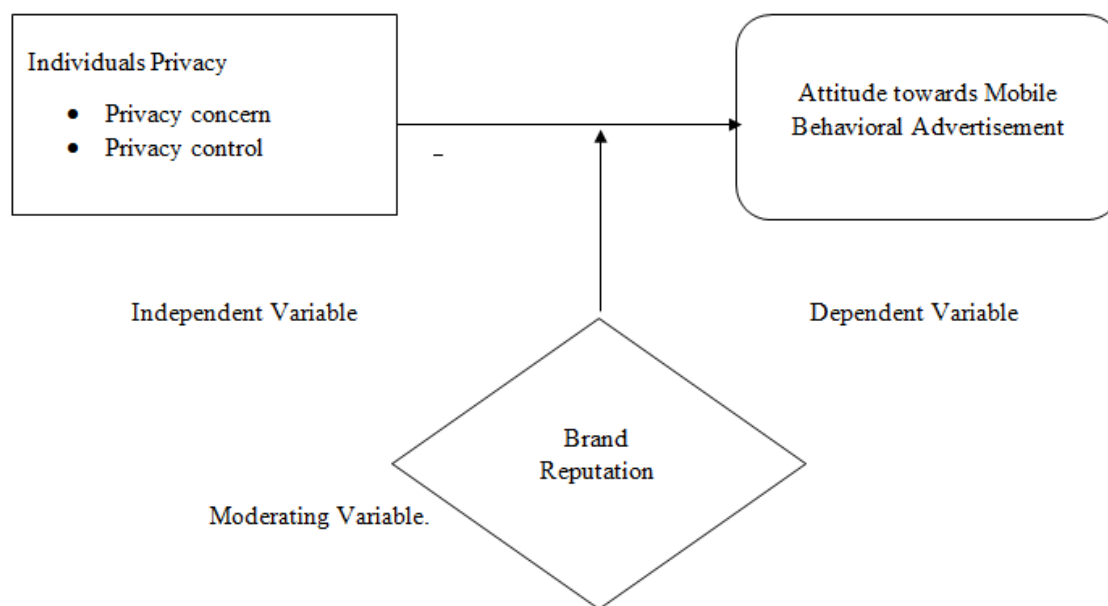 Individuals Privacy
• Privacy concern
• Privacy control
Attitude towards Mobile
Behavioral Advertisement
–
Independent Variable
Dependent Variable
Brand
Reputation
Moderating Variable.